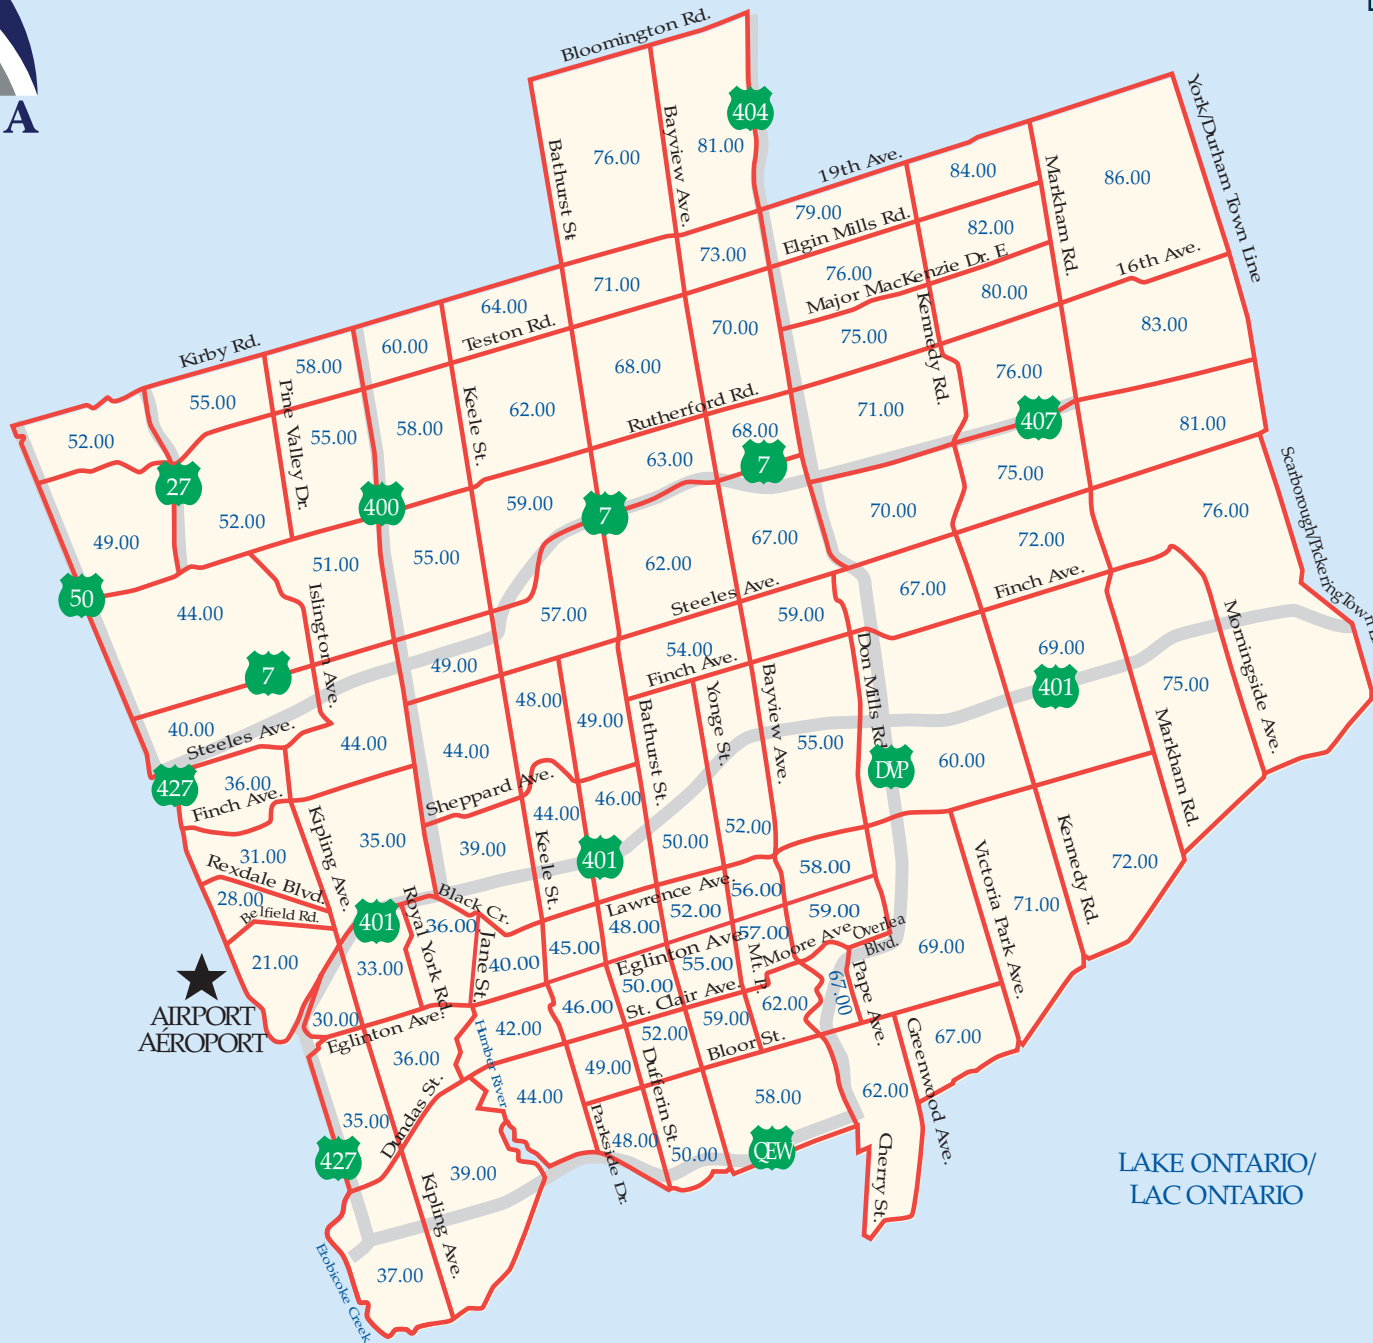 A
Bloomington Rd.
404
Bathurst St
76.00
Bayview Ave.
81.00
York/Durham Town Line
19th Ave.
84.00
86.00
Markham Rd.
79.00
Elgin Mills Rd.
82.00
73.00
76.00
Major MacKenzie Dr. E
16th Ave.
71.00
80.00
64.00
Teston Rd.
70.00
75.00
Kennedy Rd.
83.00
Kirby Rd.
60.00
58.00
68.00
76.00
55.00
Pine Valley Dr.
Keele St.
62.00
Rutherford Rd.
71.00
407
52.00
55.00
58.00
68.00
81.00
63.00
7
75.00
27
400
59.00
7
70.00
76.00
Scarborough/Pickering Town
52.00
49.00
55.00
67.00
72.00
51.00
62.00
Steeles Ave.
67.00
Finch Ave.
50
44.00
Islington Ave.
57.00
59.00
Morningside Ave.
7
49.00
54.00
Finch Ave.
Don Mills Rd.
69.00
401
75.00
48.00
49.00
Bathurst St.
Yonge St.
Bayview Ave.
40.00
Steeles Ave.
44.00
44.00
55.00
60.00
Markham Rd.
427
36.00
Finch Ave.
Sheppard Ave.
46.00
DVP
44.00
52.00
31.00
Kipling Ave.
35.00
39.00
Keele St.
401
50.00
58.00
Victoria Park Ave.
Kennedy Rd.
72.00
Rexdale Blvd.
28.00
Belfield Rd.
401
Royal York Rd.
Black Cr.
36.00
Lawrence Ave.
56.00
52.00
59.00
71.00
48.00
57.00
Overlea
Blvd.
69.00
21.00
33.00
Jane St.
40.00
45.00
Eglinton Ave.
55.00
Mt. P.
Moore Ave.
AIRPORT
AÉROPORT
30.00
Eglinton Ave.
42.00
46.00
50.00
St. Clair Ave.
62.00
67.00
Pape Ave.
Humber River
52.00
59.00
Bloor St.
Greenwood Ave.
67.00
36.00
49.00
Dufferin St.
Dundas St.
44.00
58.00
62.00
35.00
Parkside Dr.
48.00
50.00
QEW
427
39.00
Kipling Ave.
Cherry St.
LAKE ONTARIO/
LAC ONTARIO
37.00
Etobicoke Creek